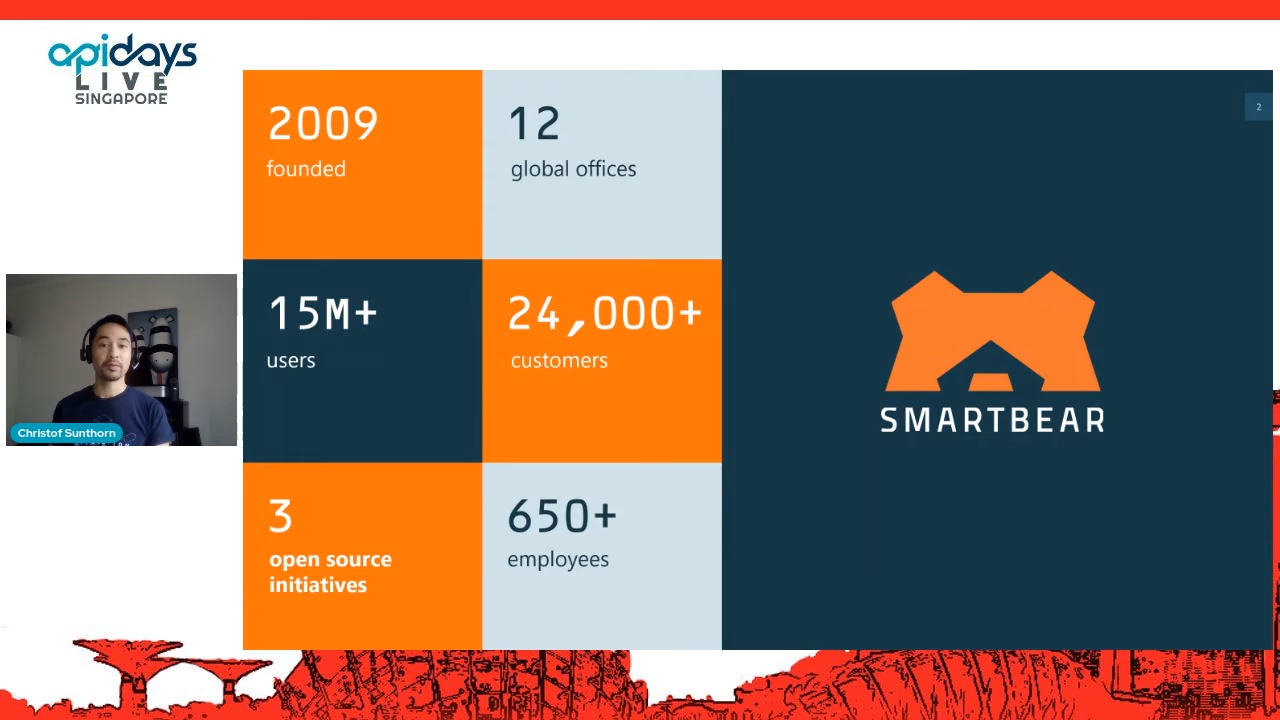 apidays
LIVE
SINGAPORE
2009
founded
12
global offices
2
15M+
users
24,000+
customers
SMARTBEAR
Christof Sunthorn
3
open source
initiatives
650+
employees